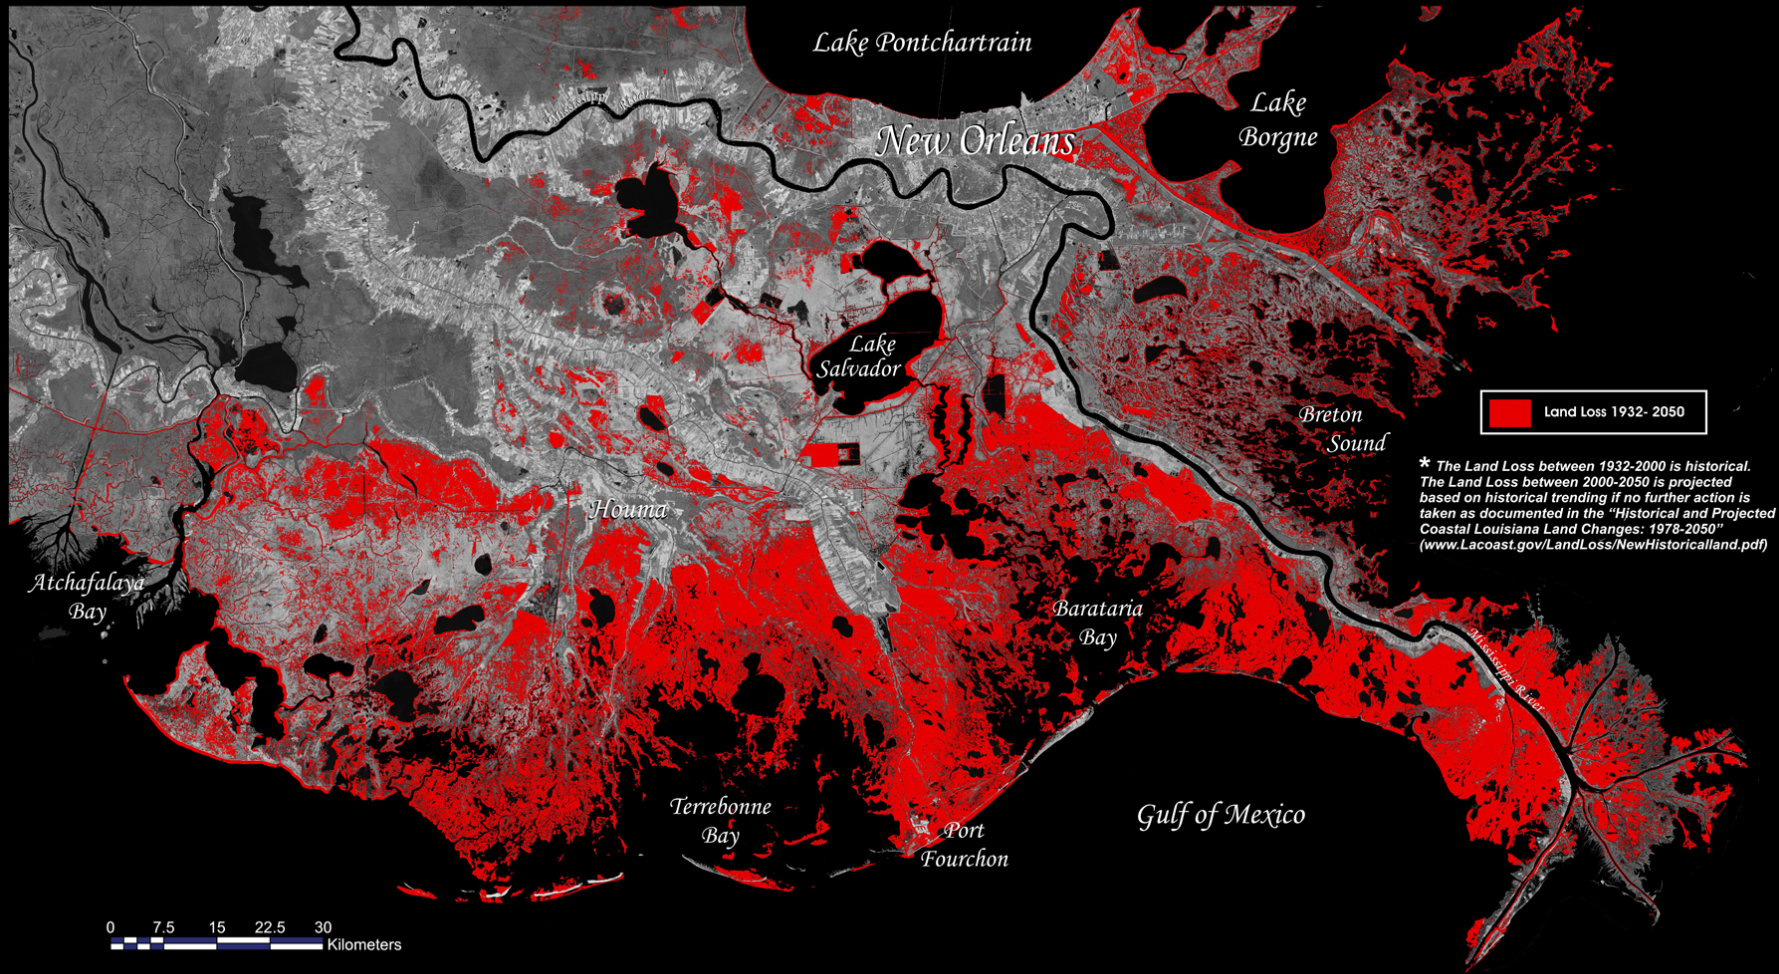 Lake Pontchartrain
Mississippi River
New Orleans
Lake
Borgne
Lake
Salvador
Breton
Sound
Land Loss 1932- 2050
* The Land Loss between 1932-2000 is historical.
The Land Loss between 2000-2050 is projected
based on historical trending if no further action is
taken as documented in the “Historical and Projected
Coastal Louisiana Land Changes: 1978-2050”
(www.Lacoast.gov/LandLoss/NewHistoricalland.pdf)
Houma
Atchafalaya
Bay
Barataria
Bay
Mississippi River
Terrebonne
Bay
Port
Fourchon
Gulf of Mexico
0 7.5 15 22.5 30
Kilometers